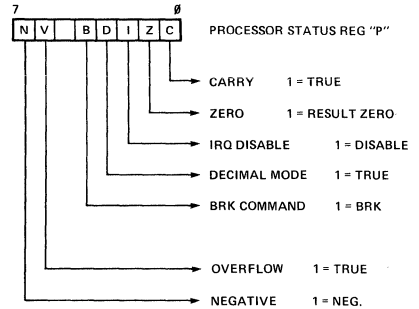 7 Ø
N V B D I Z C PROCESSOR STATUS REG "P"
CARRY 1 = TRUE
ZERO 1 = RESULT ZERO
IRQ DISABLE 1 = DISABLE
DECIMAL MODE 1 = TRUE
BRK COMMAND 1 = BRK
OVERFLOW 1 = TRUE
NEGATIVE 1 = NEG.